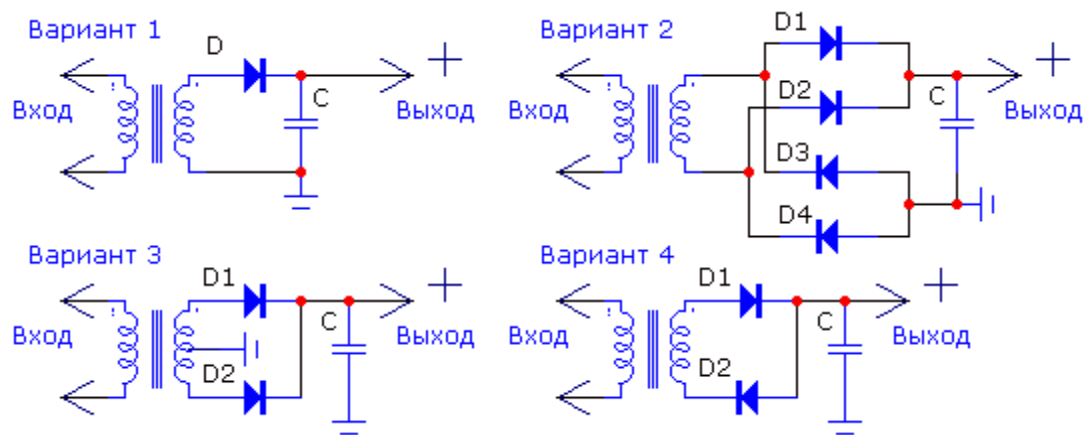 Вариант 1
D
+
Вход
C
Выход
Вариант 2
D1
+
D2
C
Вход
Выход
D3
D4
Вариант 3
D1
+
Вход
C
Выход
D2
Вариант 4
D1
+
Вход
C
Выход
D2